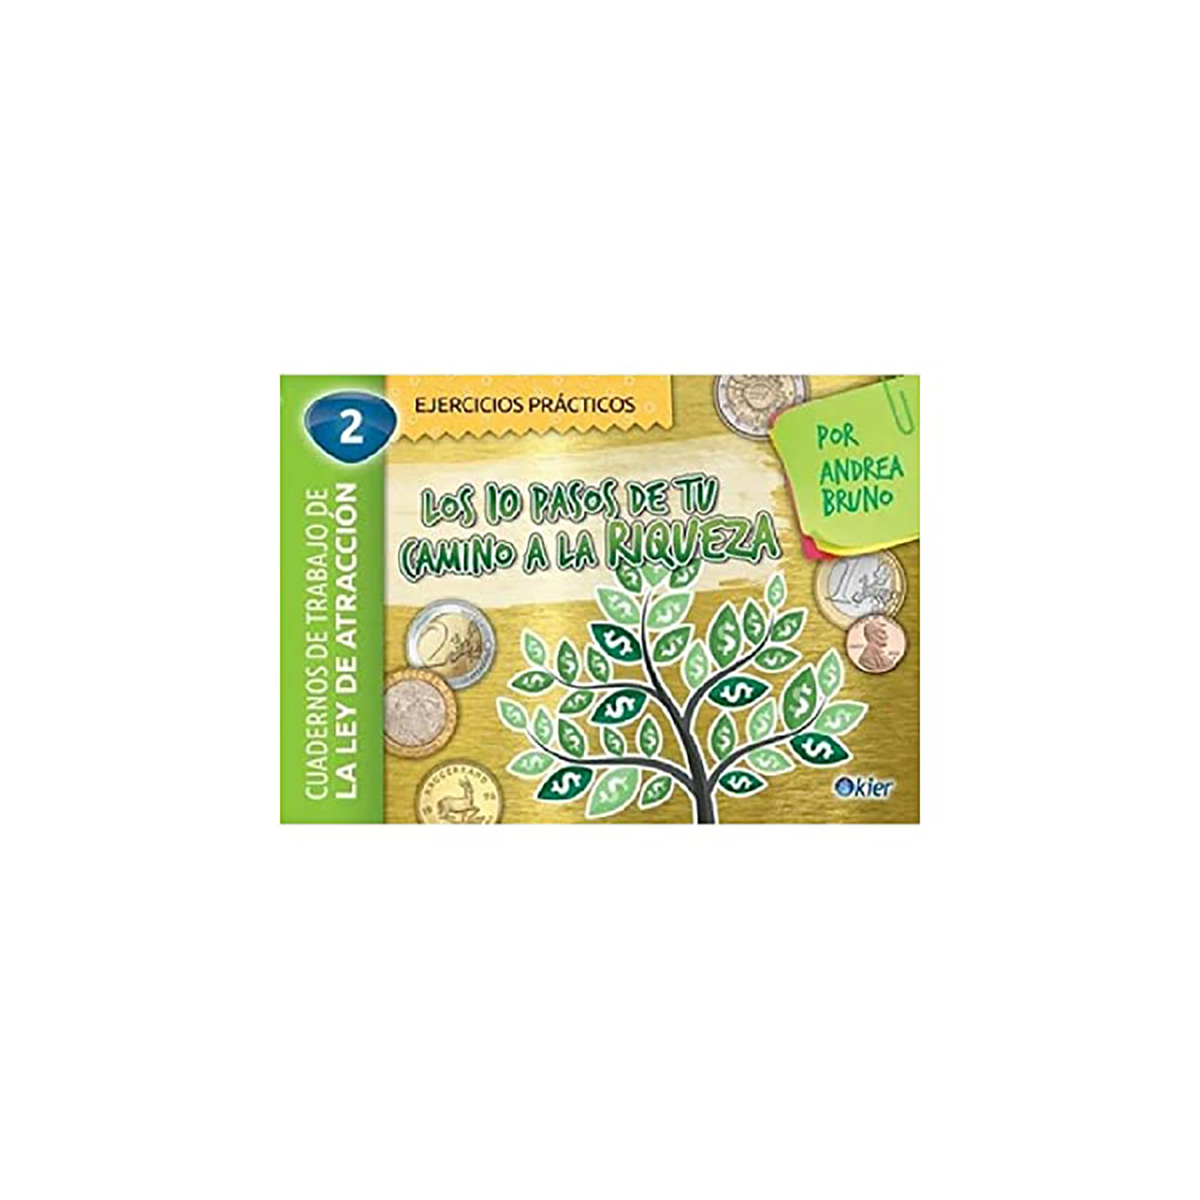 CUADERNOS DE TRABAJO DE
LA LEY DE ATRACCIÓN
2
EJERCICIOS PRÁCTICOS
LOS 10 PASOS DE TU
CAMINO A LA RIQUEZA
POR
ANDREA
BRUNO
kier